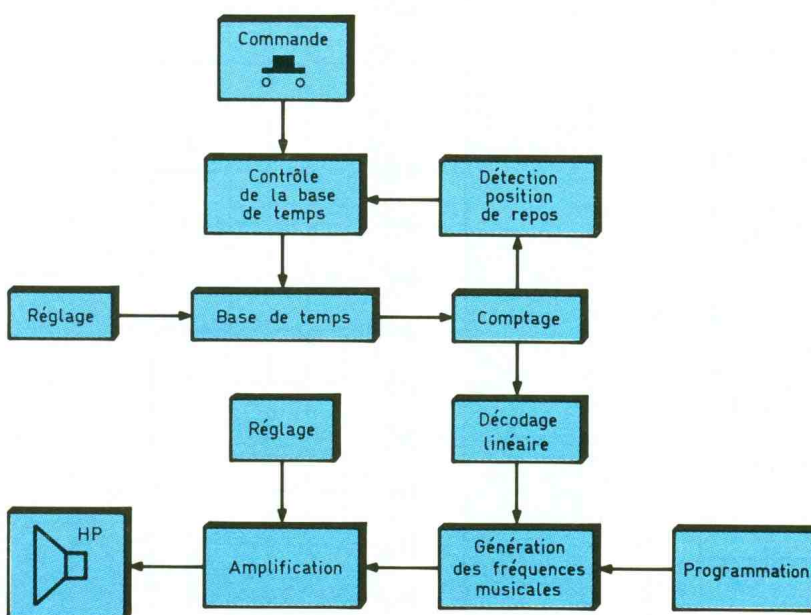 Commande
Contrôle
de la base
de temps
Détection
position
de repos
Réglage
Base de temps
Comptage
Réglage
Décodage
linéaire
HP
Amplification
Génération
des fréquences
musicales
Programmation